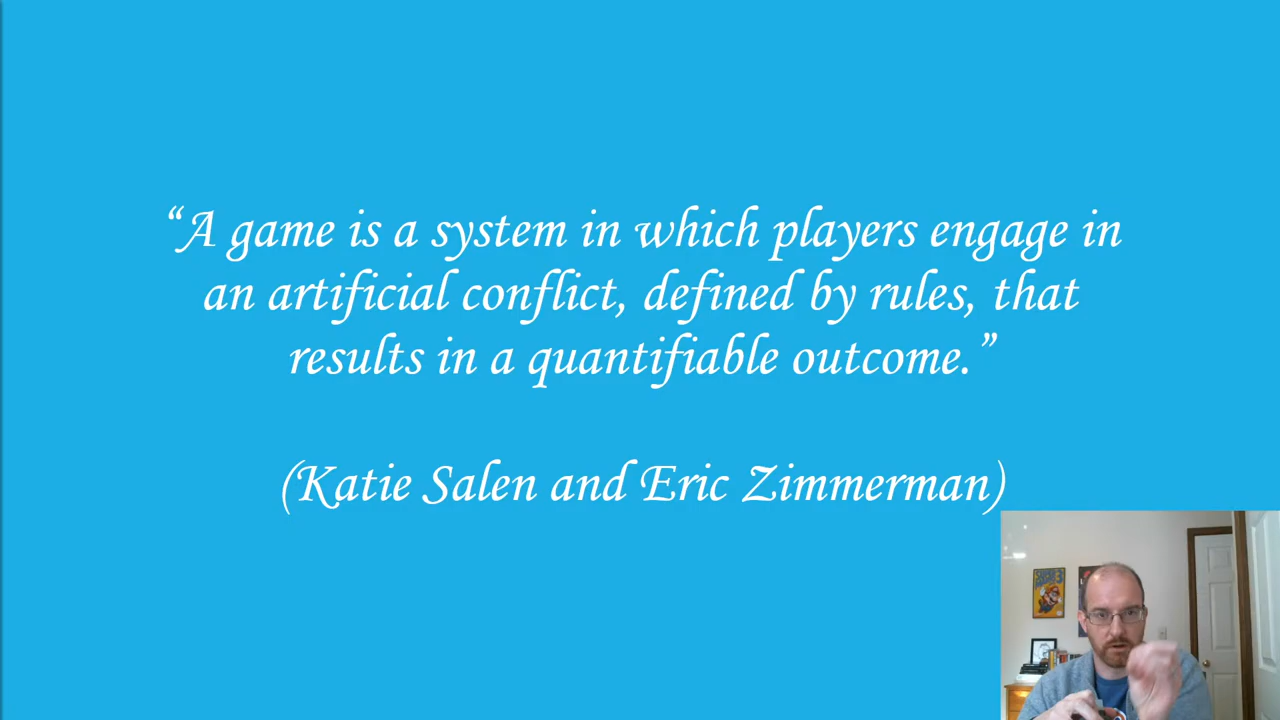 “A game is a system in which players engage in
an artificial conflict, defined by rules, that
results in a quantifiable outcome.”
(Katie Salen and Eric Zimmerman)